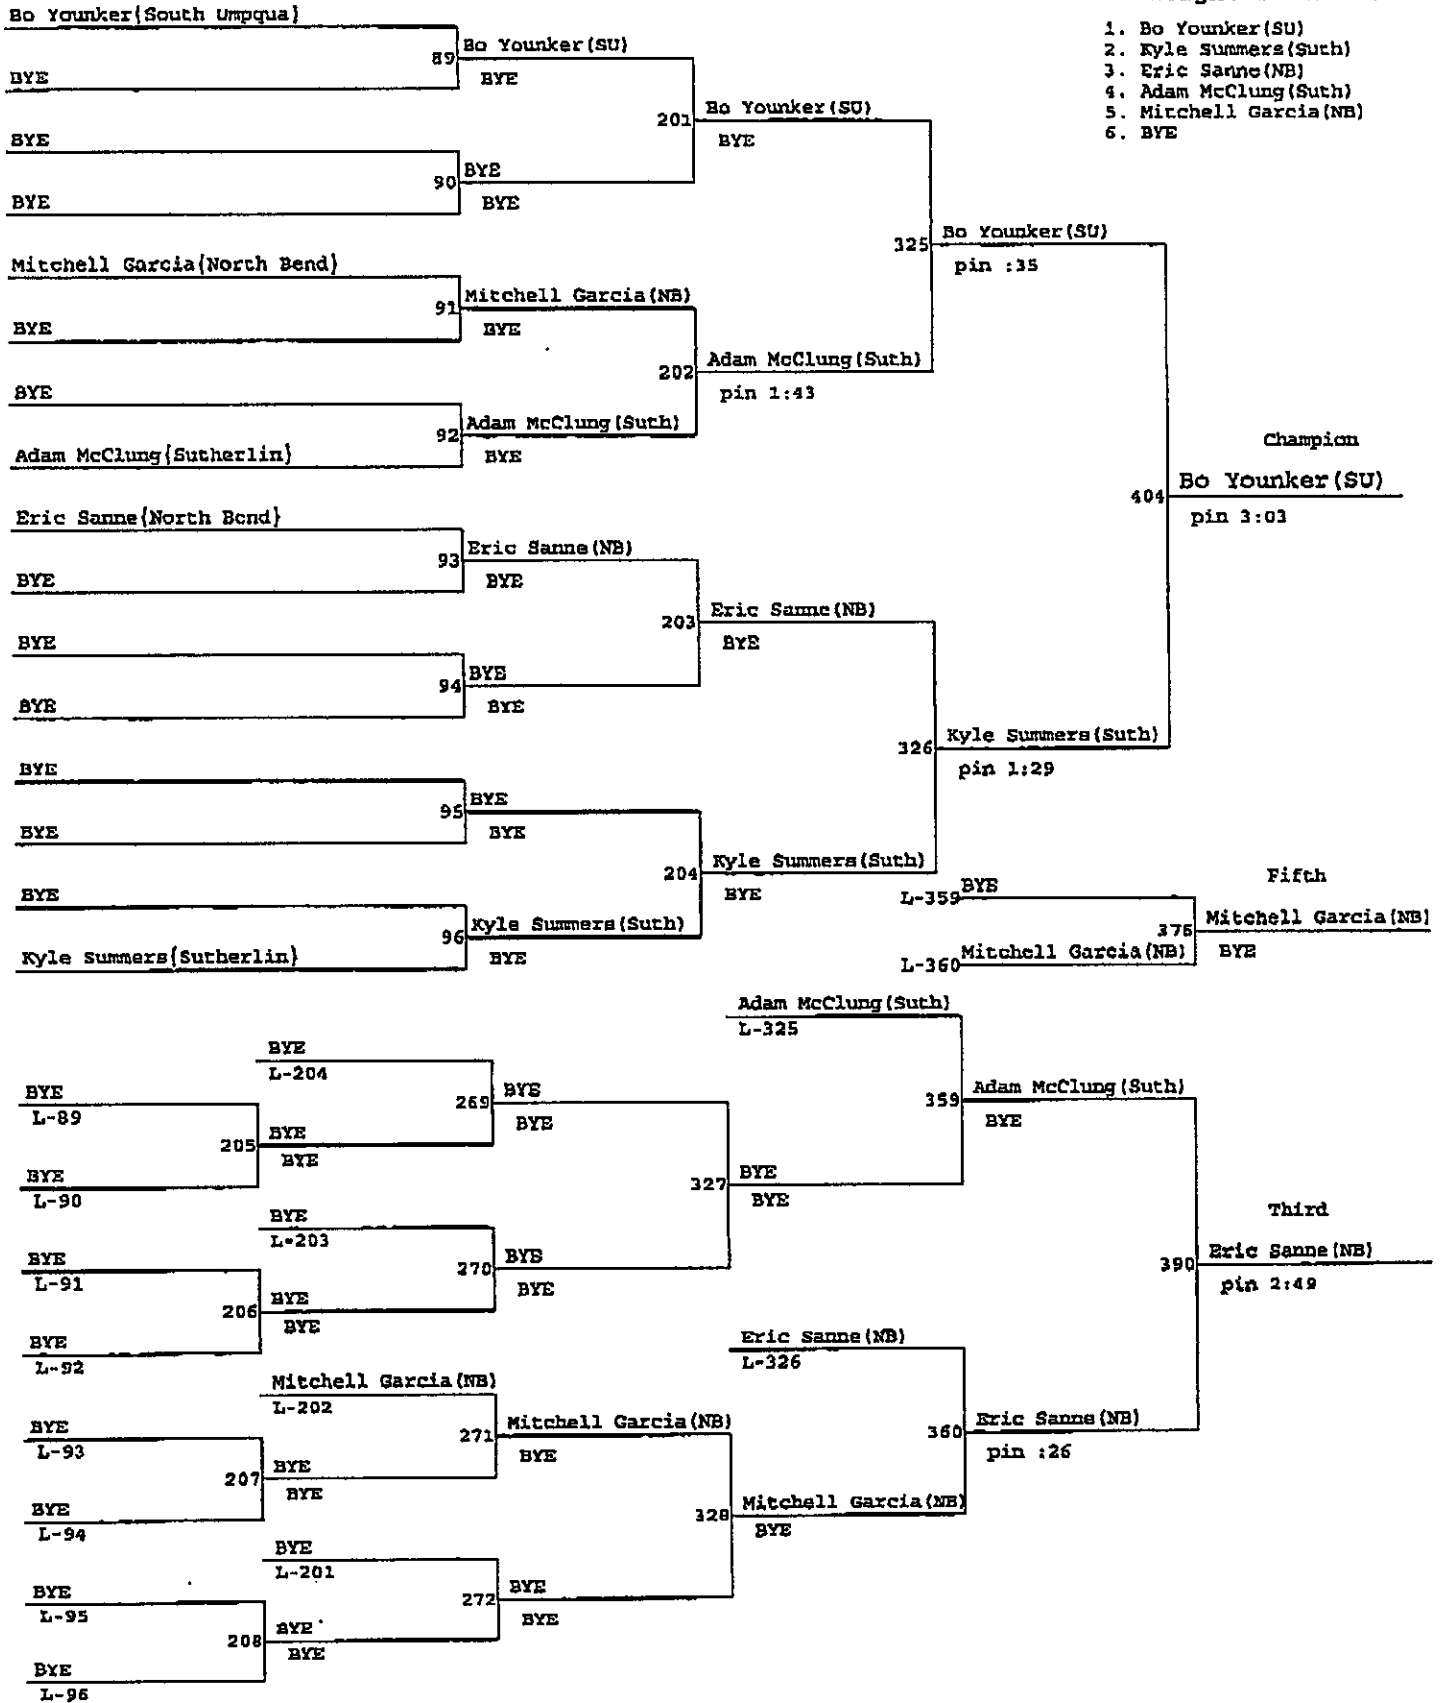 1. Bo Younker(SU)
2. Kyle Summers(Suth)
3. Eric Sanne(NB)
4. Adam McClung(Suth)
5. Mitchell Garcia(NB)
6. BYE
Bo Younker{South Umpqua}
89
BYE
Bo Younker(SU)
BYE
BYE
90
BYE
BYE
BYE
201
Bo Younker(SU)
BYE
Mitchell Garcia{North Bend}
91
BYE
Mitchell Garcia(NB)
BYE
BYE
92
Adam McClung{Sutherlin}
Adam McClung(Suth)
BYE
202
Adam McClung(Suth)
pin 1:43
325
Bo Younker(SU)
pin :35
Eric Sanne{North Bend}
93
BYE
Eric Sanne(NB)
BYE
BYE
94
BYE
BYE
BYE
203
Eric Sanne(NB)
BYE
BYE
95
BYE
BYE
BYE
BYE
96
Kyle Summers{Sutherlin}
Kyle Summers(Suth)
BYE
204
Kyle Summers(Suth)
BYE
326
Kyle Summers(Suth)
pin 1:29
404
Champion
Bo Younker(SU)
pin 3:03
Fifth
L-359 BYE
L-360 Mitchell Garcia(NB)
376
Mitchell Garcia(NB)
BYE
BYE
L-89
205
BYE
L-90
BYE
L-204
269
BYE
BYE
BYE
BYE
BYE
L-91
206
BYE
L-92
BYE
L-203
270
BYE
BYE
BYE
BYE
327
BYE
BYE
Adam McClung(Suth)
L-325
359
Adam McClung(Suth)
BYE
BYE
L-93
207
BYE
L-94
Mitchell Garcia(NB)
L-202
271
BYE
BYE
Mitchell Garcia(NB)
BYE
BYE
L-95
208
BYE
L-96
BYE
L-201
272
BYE
BYE
BYE
BYE
328
Mitchell Garcia(NB)
BYE
Eric Sanne(NB)
L-326
360
Eric Sanne(NB)
pin :26
390
Third
Eric Sanne(NB)
pin 2:49